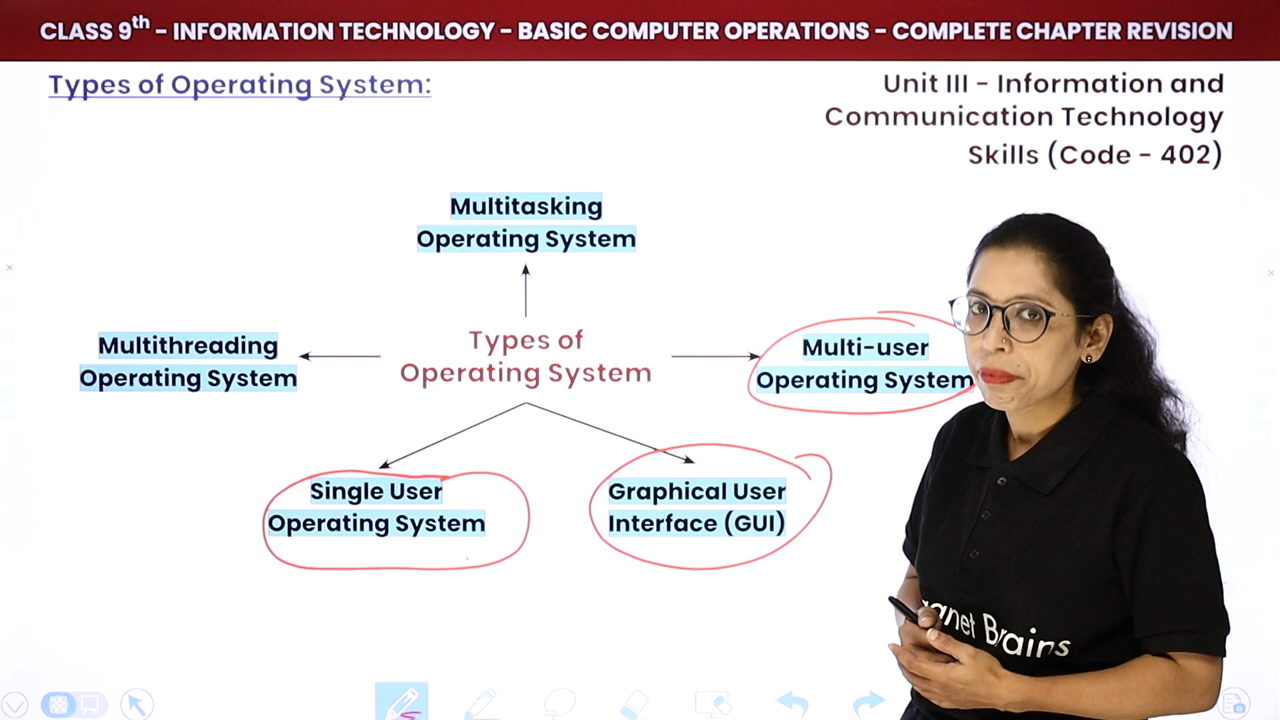 CLASS 9th - INFORMATION TECHNOLOGY - BASIC COMPUTER OPERATIONS - COMPLETE CHAPTER REVISION
Types of Operating System:
Unit III - Information and
Communication Technology
Skills (Code - 402)
Multitasking
Operating System
Multithreading
Operating System
Types of
Operating System
Multi-user
Operating System
Single User
Operating System
Graphical User
Interface (GUI)
Brains